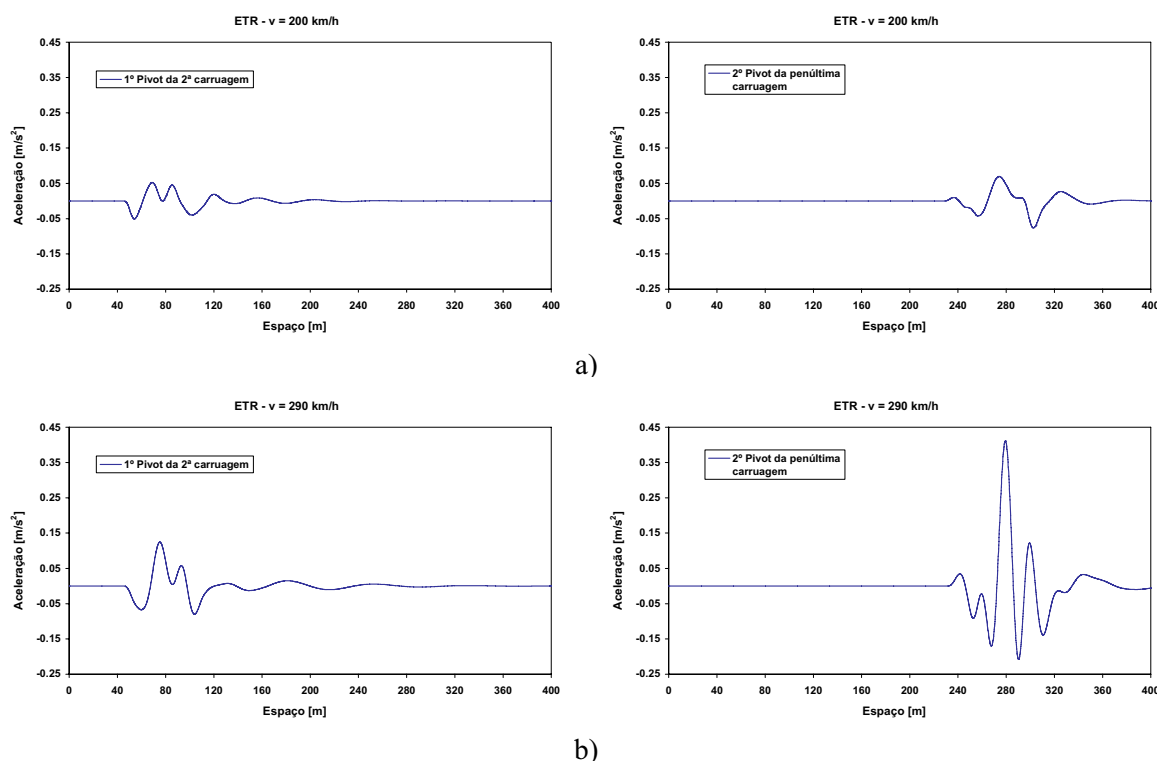 ETR - v = 200 km/h
0.45
0.35
0.25
0.15
0.05
-0.05
-0.15
-0.25
Aceleração [m/s²]
1º Pivot da 2ª carruagem
0 40 80 120 160 200 240 280 320 360 400
Espaço [m]
ETR - v = 200 km/h
0.45
0.35
0.25
0.15
0.05
-0.05
-0.15
-0.25
Aceleração [m/s²]
2º Pivot da penúltima
carruagem
0 40 80 120 160 200 240 280 320 360 400
Espaço [m]
a)
ETR - v = 290 km/h
0.45
0.35
0.25
0.15
0.05
-0.05
-0.15
-0.25
Aceleração [m/s²]
1º Pivot da 2ª carruagem
0 40 80 120 160 200 240 280 320 360 400
Espaço [m]
ETR - v = 290 km/h
0.45
0.35
0.25
0.15
0.05
-0.05
-0.15
-0.25
Aceleração [m/s²]
2º Pivot da penúltima
carruagem
0 40 80 120 160 200 240 280 320 360 400
Espaço [m]
b)